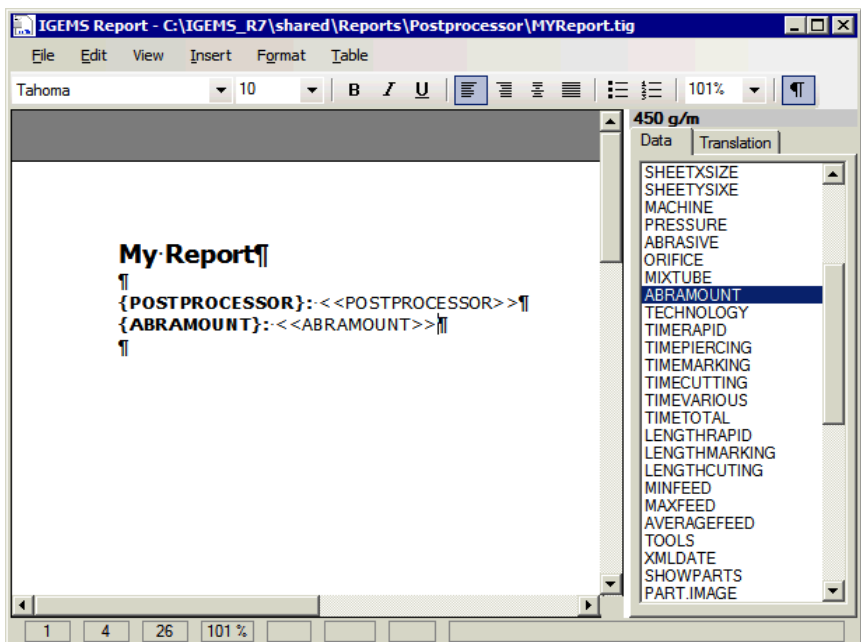 IGEMS Report - C:\IGEMS_R7\shared\Reports\Postprocessor\MYReport.tig
File Edit View Insert Format Table
Tahoma 10 B I U 101% ¶
450 g/m
Data Translation
My·Report¶
¶
{POSTPROCESSOR}:·<<POSTPROCESSOR>>¶
{ABRAMOUNT}:·<<ABRAMOUNT>>¶
¶
SHEETXSIZE
SHEETYSIXE
MACHINE
PRESSURE
ABRASIVE
ORIFICE
MIXTUBE
ABRAMOUNT
TECHNOLOGY
TIMERAPID
TIMEPIERCING
TIMEMARKING
TIMECUTTING
TIMEVARIOUS
TIMETOTAL
LENGTHRAPID
LENGTHMARKING
LENGTHCUTING
MINFEED
MAXFEED
AVERAGEFEED
TOOLS
XMLDATE
SHOWPARTS
PART.IMAGE
1 4 26 101 %